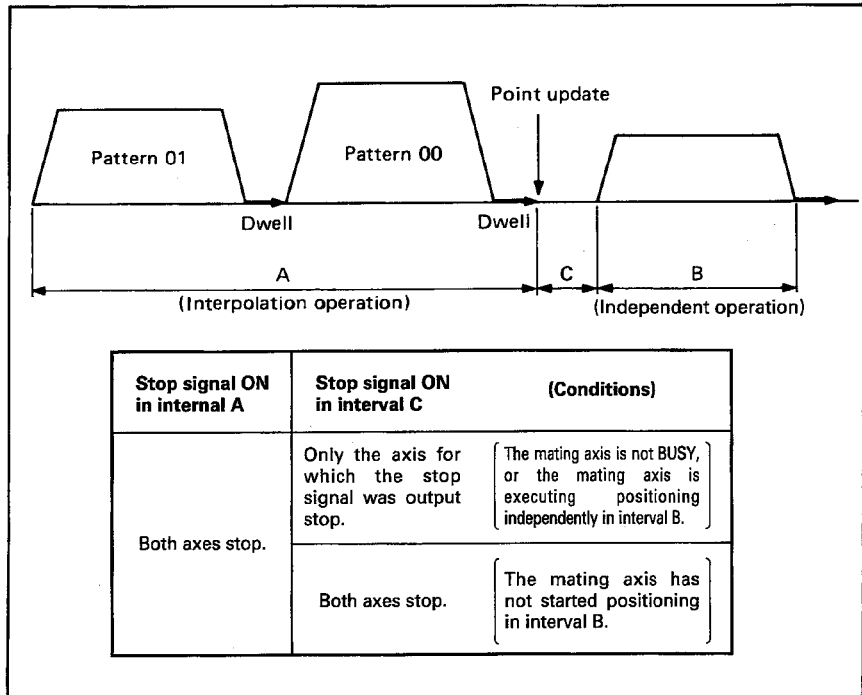 Point update
Pattern 01
Pattern 00
Dwell
Dwell
A
C
B
(Interpolation operation)
(Independent operation)
Stop signal ON
in internal A
Stop signal ON
in interval C
(Conditions)
Both axes stop.
Only the axis for
which the stop
signal was output
stop.
The mating axis is not BUSY,
or the mating axis is
executing positioning
independently in interval B.
Both axes stop.
The mating axis has
not started positioning
in interval B.